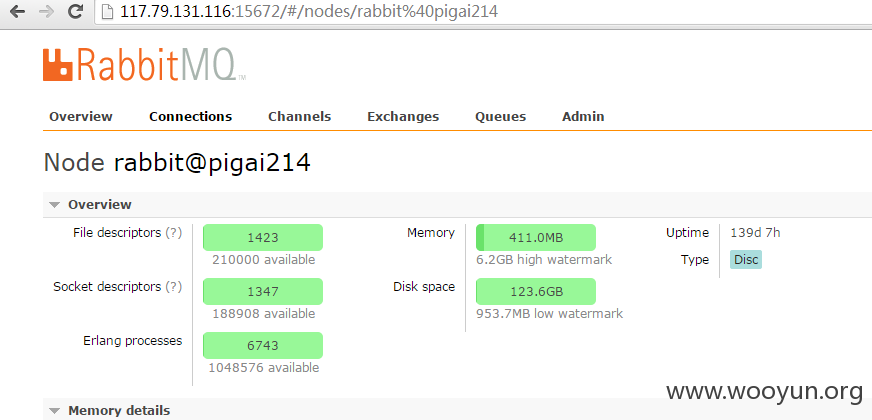 117.79.131.116:15672/#/nodes/rabbit%40pigai214
RabbitMQ TM
Overview Connections Channels Exchanges Queues Admin
Node rabbit@pigai214
Overview
File descriptors (?) 1423 Memory 411.0MB Uptime 139d 7h
210000 available 6.2GB high watermark Type Disc
Socket descriptors (?) 1347 Disk space 123.6GB
188908 available 953.7MB low watermark
Erlang processes 6743
1048576 available
www.wooyun.org
Memory details